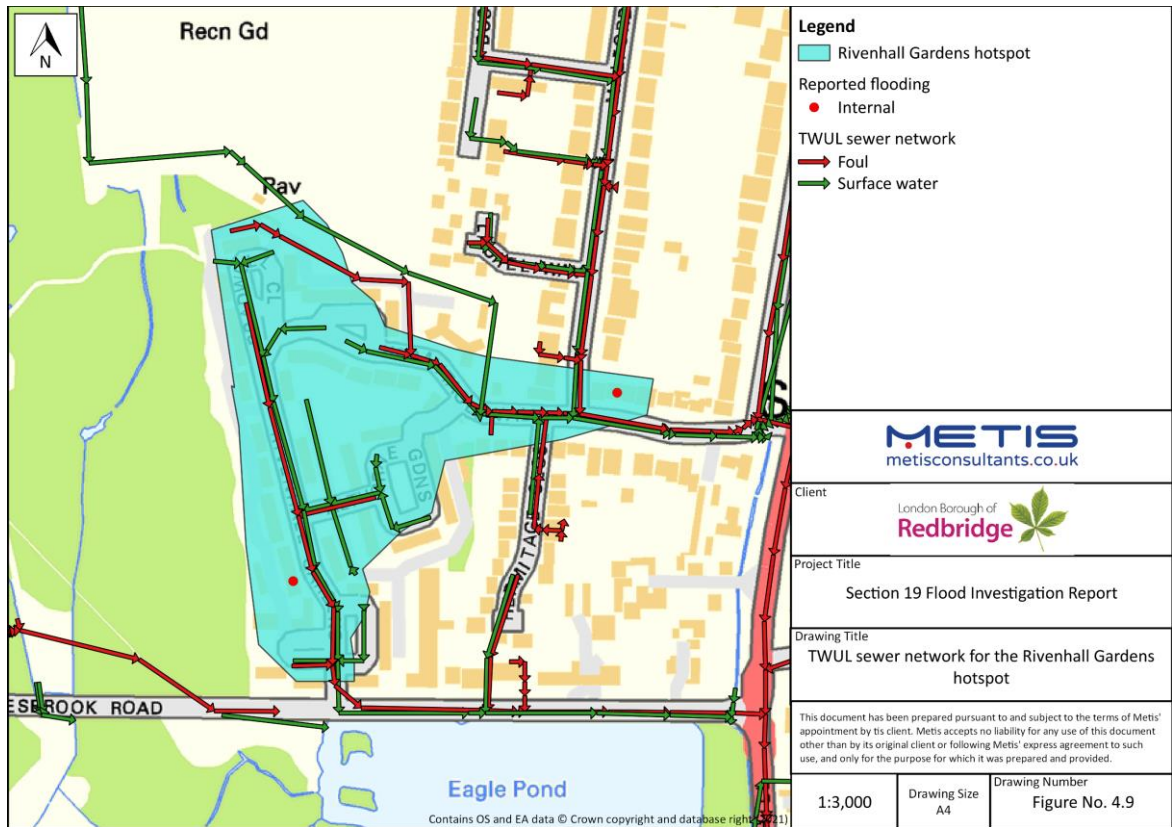 N
Recn Gd
Pav
CL
GDNS
ESBROOK ROAD
Eagle Pond
Contains OS and EA data © Crown copyright and database right (2021)
Legend
Rivenhall Gardens hotspot
Reported flooding
Internal
TWUL sewer network
Foul
Surface water
METIS
metisconsultants.co.uk
Client
London Borough of
Redbridge
Project Title
Section 19 Flood Investigation Report
Drawing Title
TWUL sewer network for the Rivenhall Gardens
hotspot
This document has been prepared pursuant to and subject to the terms of Metis'
appointment by tis client. Metis accepts no liability for any use of this document
other than by its original client or following Metis' express agreement to such
use, and only for the purpose for which it was prepared and provided.
1:3,000
Drawing Size
A4
Drawing Number
Figure No. 4.9